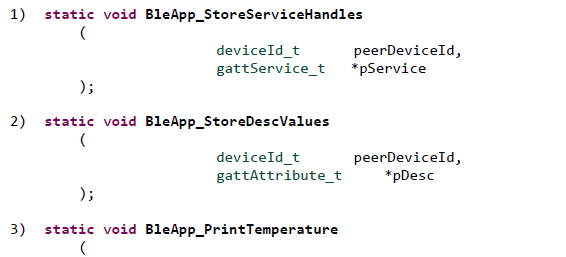 1) static void BleApp_StoreServiceHandles
(
deviceId_t peerDeviceId,
gattService_t *pService
);
2) static void BleApp_StoreDescValues
(
deviceId_t peerDeviceId,
gattAttribute_t *pDesc
);
3) static void BleApp_PrintTemperature
(